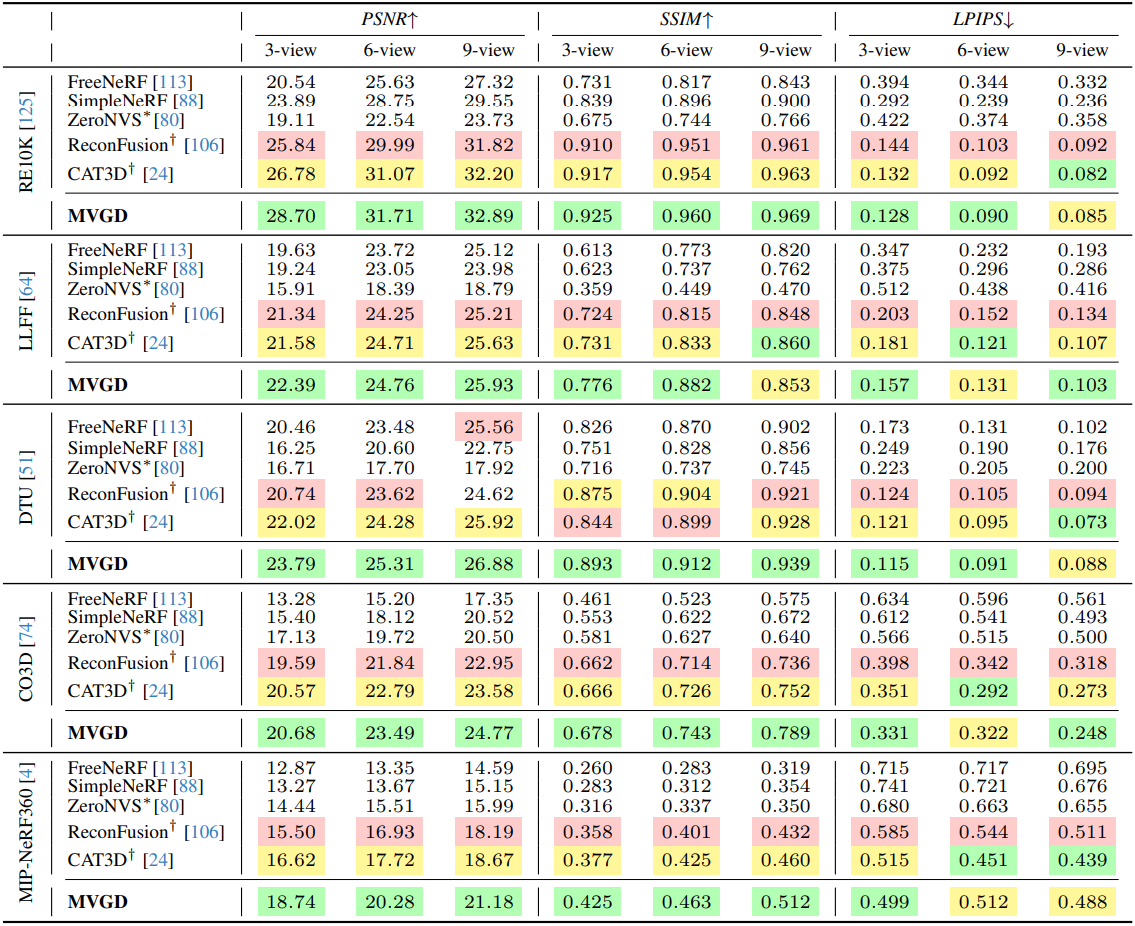 PSNR↑ SSIM↑ LPIPS↓
3-view 6-view 9-view 3-view 6-view 9-view 3-view 6-view 9-view
RE10K [125]
FreeNeRF [113] 20.54 25.63 27.32 0.731 0.817 0.843 0.394 0.344 0.332
SimpleNeRF [88] 23.89 28.75 29.55 0.839 0.896 0.900 0.292 0.239 0.236
ZeroNVS* [80] 19.11 22.54 23.73 0.675 0.744 0.766 0.422 0.374 0.358
ReconFusion† [106] 25.84 29.99 31.82 0.910 0.951 0.961 0.144 0.103 0.092
CAT3D† [24] 26.78 31.07 32.20 0.917 0.954 0.963 0.132 0.092 0.082
MVGD 28.70 31.71 32.89 0.925 0.960 0.969 0.128 0.090 0.085
LLFF [64]
FreeNeRF [113] 19.63 23.72 25.12 0.613 0.773 0.820 0.347 0.232 0.193
SimpleNeRF [88] 19.24 23.05 23.98 0.623 0.737 0.762 0.375 0.296 0.286
ZeroNVS* [80] 15.91 18.39 18.79 0.359 0.449 0.470 0.512 0.438 0.416
ReconFusion† [106] 21.34 24.25 25.21 0.724 0.815 0.848 0.203 0.152 0.134
CAT3D† [24] 21.58 24.71 25.63 0.731 0.833 0.860 0.181 0.121 0.107
MVGD 22.39 24.76 25.93 0.776 0.882 0.853 0.157 0.131 0.103
DTU [51]
FreeNeRF [113] 20.46 23.48 25.56 0.826 0.870 0.902 0.173 0.131 0.102
SimpleNeRF [88] 16.25 20.60 22.75 0.751 0.828 0.856 0.249 0.190 0.176
ZeroNVS* [80] 16.71 17.70 17.92 0.716 0.737 0.745 0.223 0.205 0.200
ReconFusion† [106] 20.74 23.62 24.62 0.875 0.904 0.921 0.124 0.105 0.094
CAT3D† [24] 22.02 24.28 25.92 0.844 0.899 0.928 0.121 0.095 0.073
MVGD 23.79 25.31 26.88 0.893 0.912 0.939 0.115 0.091 0.088
CO3D [74]
FreeNeRF [113] 13.28 15.20 17.35 0.461 0.523 0.575 0.634 0.596 0.561
SimpleNeRF [88] 15.40 18.12 20.52 0.553 0.622 0.672 0.612 0.541 0.493
ZeroNVS* [80] 17.13 19.72 20.50 0.581 0.627 0.640 0.566 0.515 0.500
ReconFusion† [106] 19.59 21.84 22.95 0.662 0.714 0.736 0.398 0.342 0.318
CAT3D† [24] 20.57 22.79 23.58 0.666 0.726 0.752 0.351 0.292 0.273
MVGD 20.68 23.49 24.77 0.678 0.743 0.789 0.331 0.322 0.248
MIP-NeRF360 [4]
FreeNeRF [113] 12.87 13.35 14.59 0.260 0.283 0.319 0.715 0.717 0.695
SimpleNeRF [88] 13.27 13.67 15.15 0.283 0.312 0.354 0.741 0.721 0.676
ZeroNVS* [80] 14.44 15.51 15.99 0.316 0.337 0.350 0.680 0.663 0.655
ReconFusion† [106] 15.50 16.93 18.19 0.358 0.401 0.432 0.585 0.544 0.511
CAT3D† [24] 16.62 17.72 18.67 0.377 0.425 0.460 0.515 0.451 0.439
MVGD 18.74 20.28 21.18 0.425 0.463 0.512 0.499 0.512 0.488